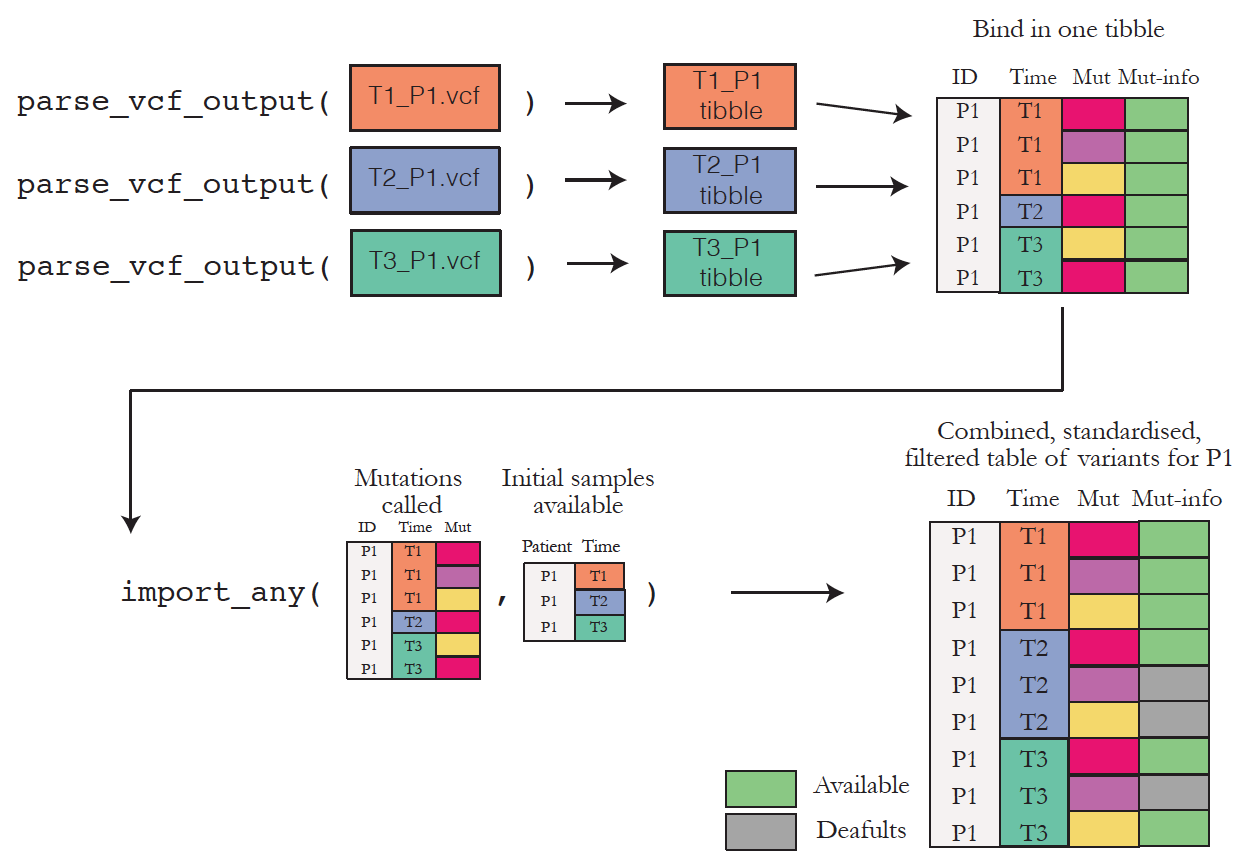 Bind in one tibble
ID Time Mut Mut-info
parse_vcf_output( T1_P1.vcf )
T1_P1
tibble
parse_vcf_output( T2_P1.vcf )
T2_P1
tibble
parse_vcf_output( T3_P1.vcf )
T3_P1
tibble
P1 T1
P1 T1
P1 T1
P1 T2
P1 T3
P1 T3
Mutations
called
ID Time Mut
P1 T1
P1 T1
P1 T1
P1 T2
P1 T3
P1 T3
Initial samples
available
Patient Time
P1 T1
P1 T2
P1 T3
import_any( , )
Combined, standardised,
filtered table of variants for P1
ID Time Mut Mut-info
P1 T1
P1 T1
P1 T1
P1 T2
P1 T2
P1 T2
P1 T3
P1 T3
P1 T3
Available
Deafults